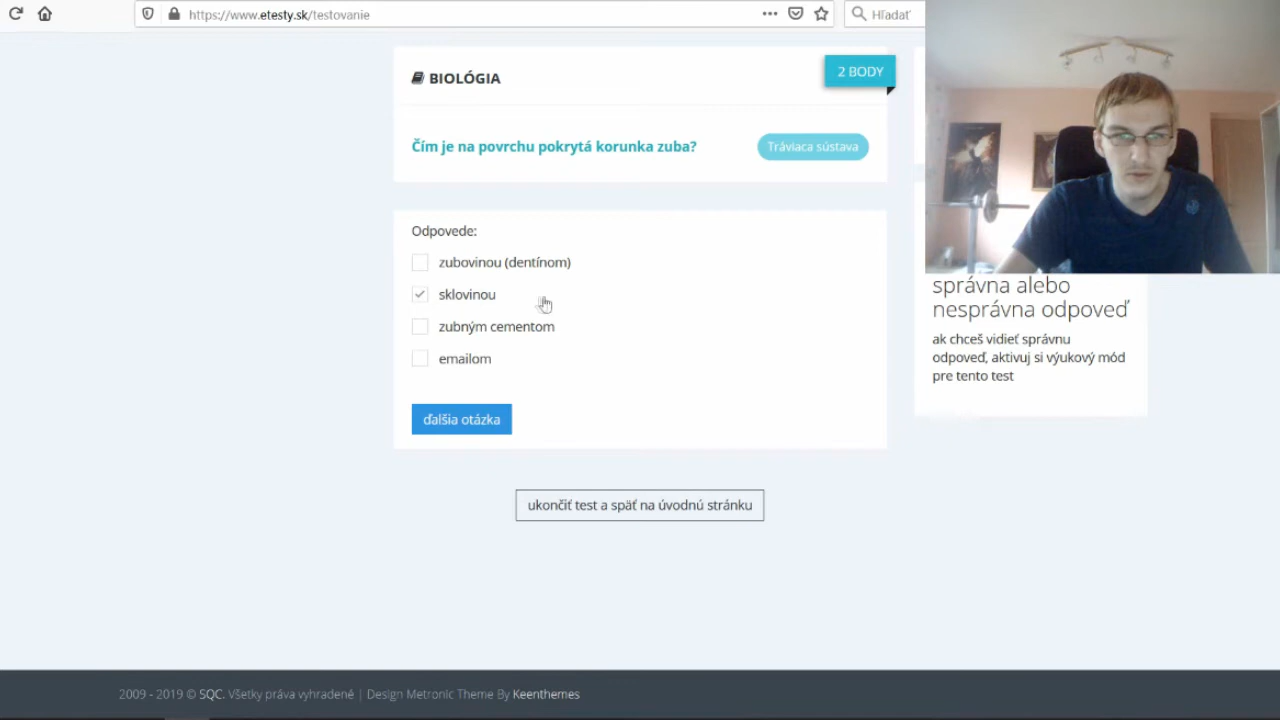 https://www.etesty.sk/testovanie
Hľadať
BIOLÓGIA
2 BODY
Čím je na povrchu pokrytá korunka zuba?
Tráviaca sústava
Odpovede:
zubovinou (dentínom)
sklovinou
zubným cementom
emailom
ďalšia otázka
správna alebo
nesprávna odpoveď
ak chceš vidieť správnu
odpoveď, aktivuj si výukový mód
pre tento test
ukončiť test a späť na úvodnú stránku
2009 - 2019 © SQC. Všetky práva vyhradené | Design Metronic Theme By Keenthemes